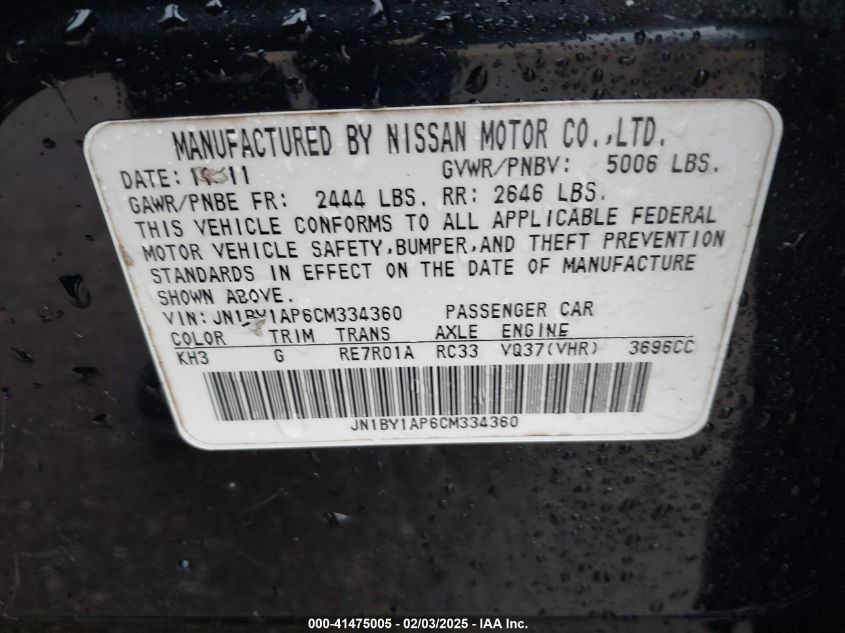 MANUFACTURED BY NISSAN MOTOR CO.,LTD.
DATE: GVWR/PNBV: 5006 LBS.
GAWR/PNBE FR: 2444 LBS. RR: 2646 LBS.
THIS VEHICLE CONFORMS TO ALL APPLICABLE FEDERAL
MOTOR VEHICLE SAFETY,BUMPER,AND THEFT PREVENTION
STANDARDS IN EFFECT ON THE DATE OF MANUFACTURE
SHOWN ABOVE.
VIN: JN1BY1AP6CM334360 PASSENGER CAR
COLOR TRIM TRANS AXLE ENGINE
KH3 G RE7R01A RC33 VQ37(VHR) 3696CC
JN1BY1AP6CM334360
000-41475005 - 02/03/2025 - IAA Inc.